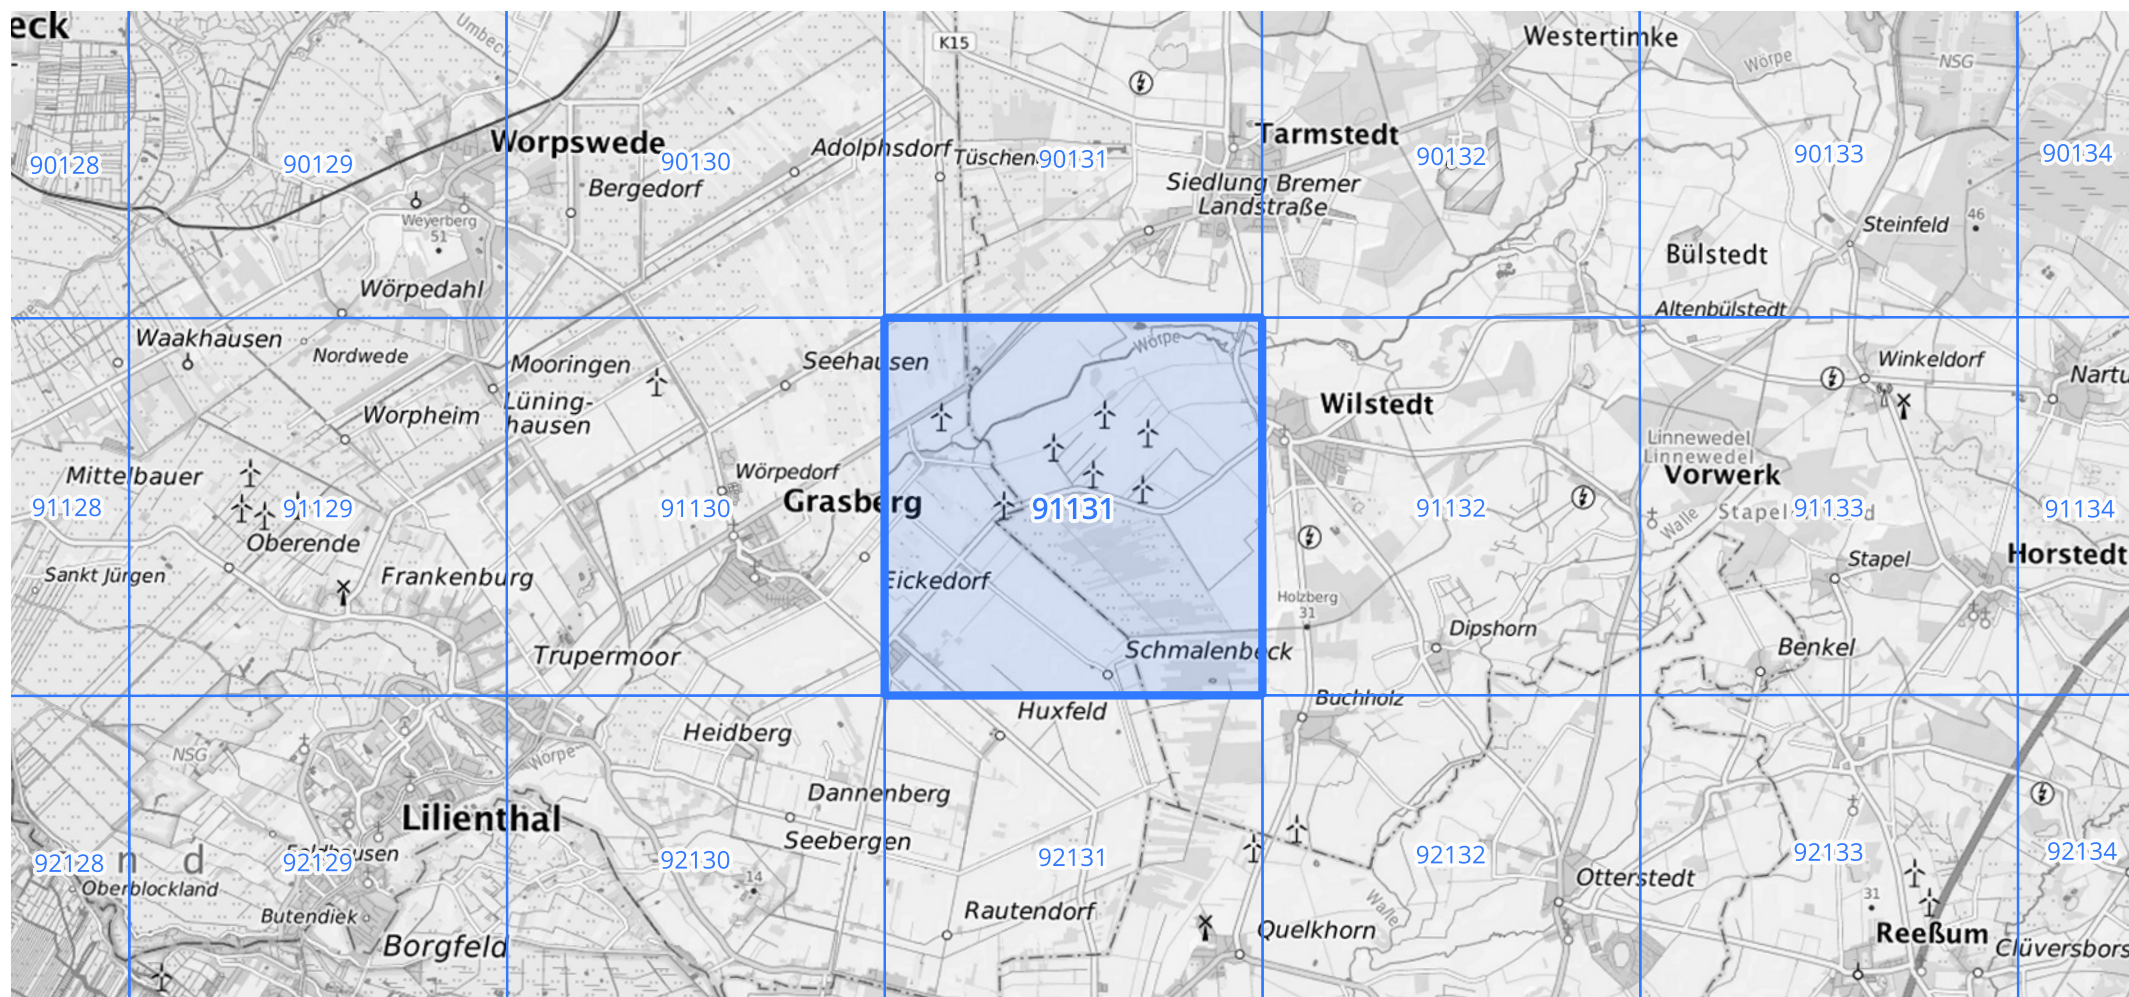 eck
Umbeck
K15
Westertimke
Wörpe
NSG
Worpswede
Adolphsdorf
Tüschen
Tarmstedt
90128
90129
90130
90131
90132
90133
90134
Bergedorf
Siedlung Bremer
Landstraße
Weyerberg
51
Steinfeld
46
Bülstedt
Wörpedahl
Altenbülstedt
Waakhausen
Nordwede
Mooringen
Seehausen
Wörpe
Winkeldorf
Nartu
Worpheim
Lüning-
hausen
Wilstedt
Linnewedel
Linnewedel
Vorwerk
Mittelbauer
Wörpedorf
Grasberg
91128
91129
91130
91131
91132
91133
91134
Stapel
d
Walle
Oberende
Sankt Jürgen
Frankenburg
Eickedorf
Stapel
Horstedt
Holzberg
31
Dipshorn
Trupermoor
Schmalenbeck
Benkel
Buchholz
Huxfeld
NSG
Wörpe
Heidberg
Dannenberg
Lilienthal
Seebergen
n d
Feldhausen
92128
92129
92130
92131
92132
92133
92134
Oberblockland
14
31
Otterstedt
Butendiek
Rautendorf
Walle
Quelkhorn
Reeßum
Borgfeld
Clüversbors